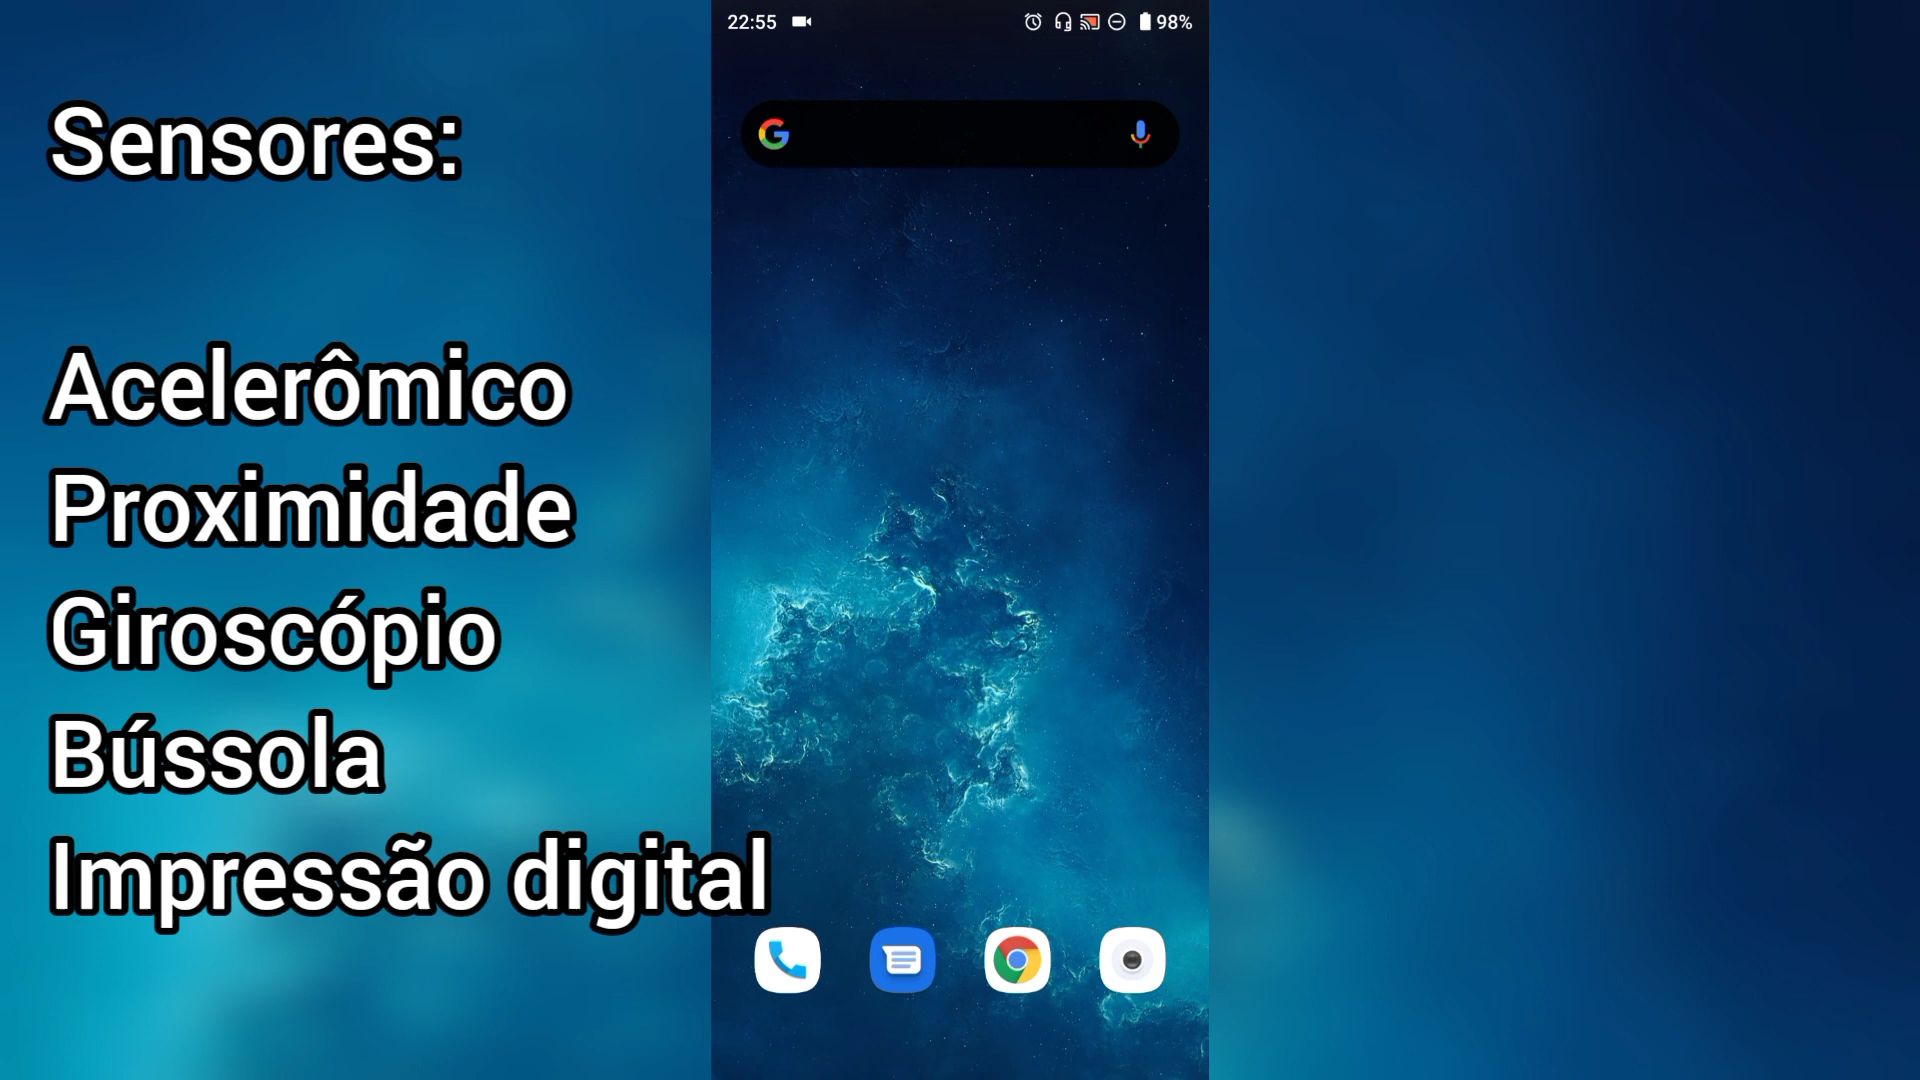 22:55
98%
Sensores:
Acelerômico
Proximidade
Giroscópio
Bússola
Impressão digital